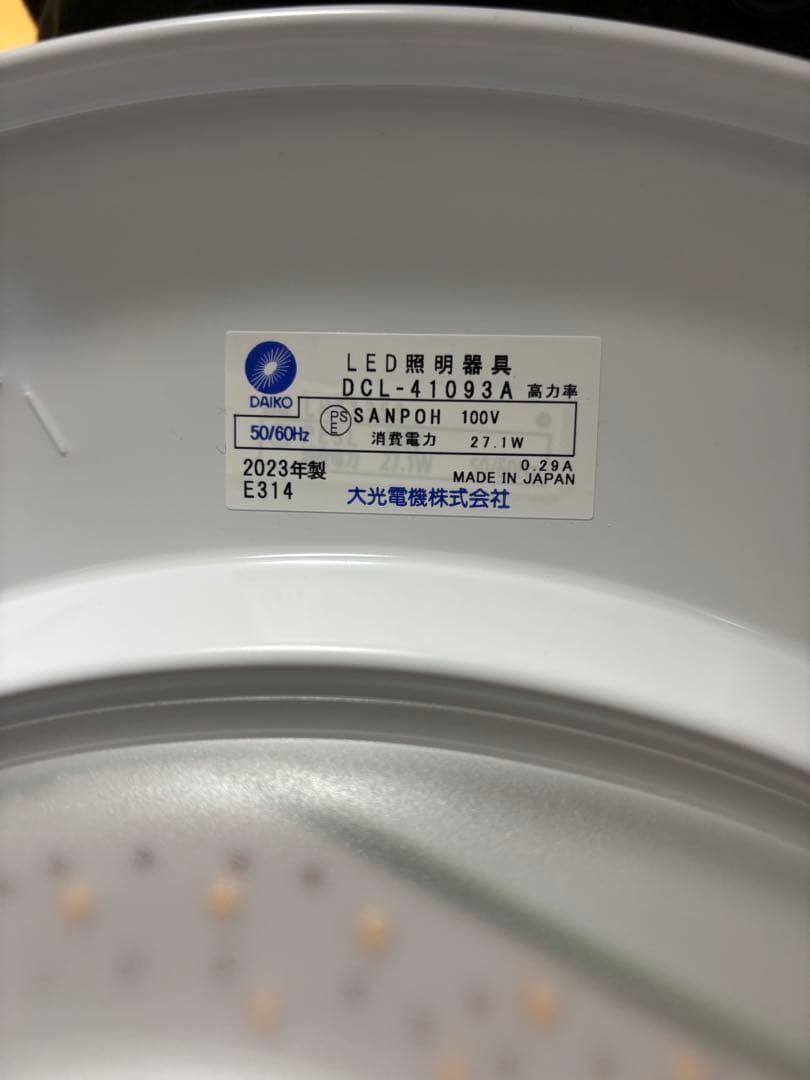 LED照明器具
DAIKO
DCL-41093A 高力率
50/60Hz
PSE SANPOH 100V
消費電力 27.1W
0.29A
2023年製
MADE IN JAPAN
E314
大光電機株式会社